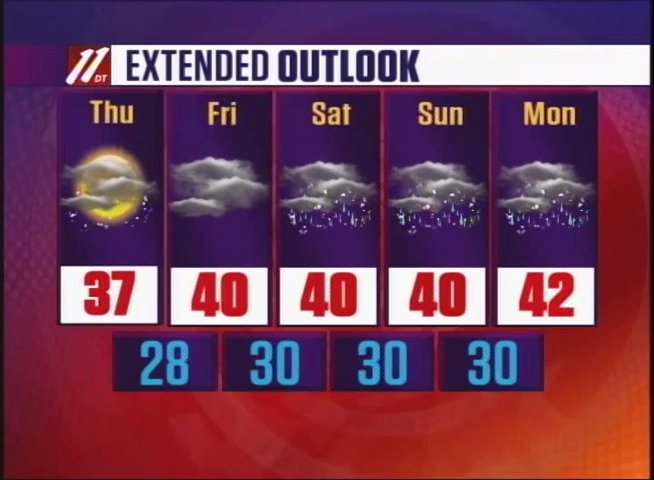 11 DT EXTENDED OUTLOOK
Thu Fri Sat Sun Mon
37 40 40 40 42
28 30 30 30